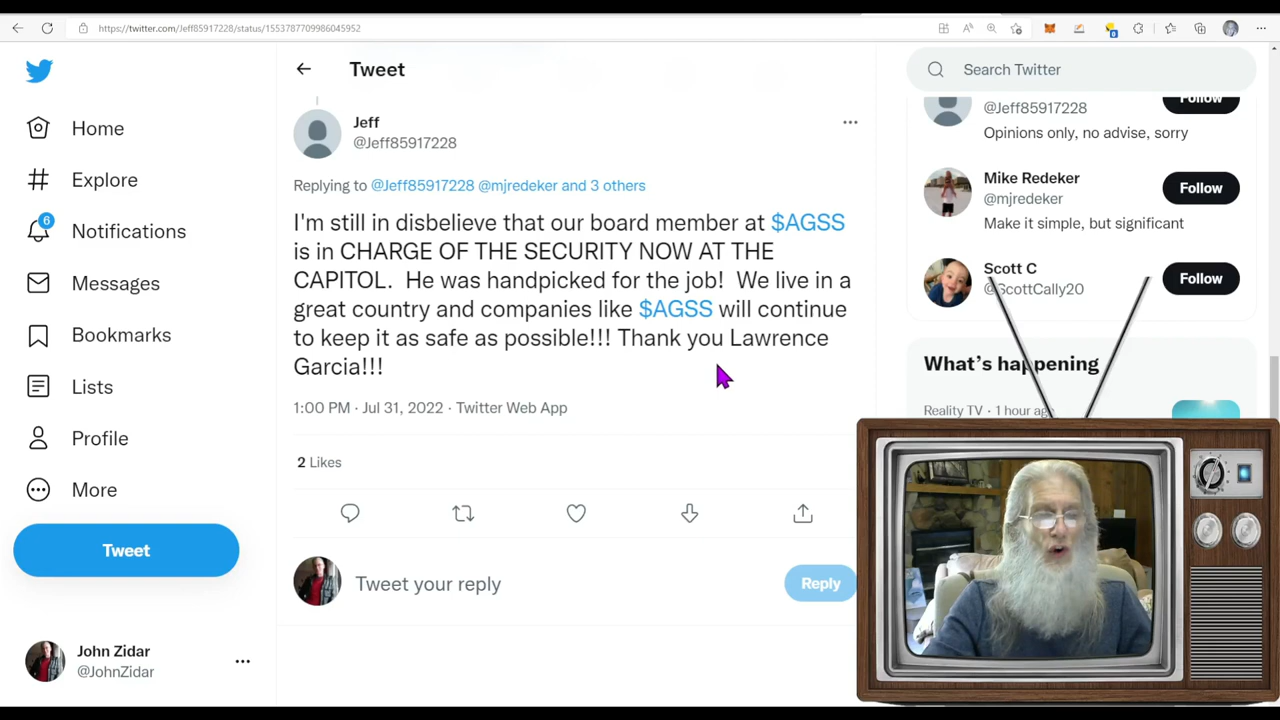 https://twitter.com/Jeff85917228/status/1553787709986045952
0
Home
Explore
6
Notifications
Messages
Bookmarks
Lists
Profile
More
Tweet
John Zidar
@JohnZidar
Tweet
Jeff
@Jeff85917228
Replying to @Jeff85917228 @mjredeker and 3 others
I'm still in disbelieve that our board member at $AGSS
is in CHARGE OF THE SECURITY NOW AT THE
CAPITOL. He was handpicked for the job! We live in a
great country and companies like $AGSS will continue
to keep it as safe as possible!!! Thank you Lawrence
Garcia!!!
1:00 PM · Jul 31, 2022 · Twitter Web App
2 Likes
Tweet your reply
Reply
Search Twitter
@Jeff85917228
Follow
Opinions only, no advise, sorry
Mike Redeker
@mjredeker
Follow
Make it simple, but significant
Scott C
@ScottCally20
Follow
What's happening
Reality TV · 1 hour ago